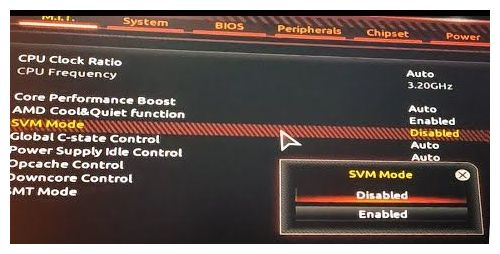 M.I.T. System BIOS Peripherals Chipset Power
CPU Clock Ratio Auto
CPU Frequency 3.20GHz
Core Performance Boost Auto
AMD Cool&Quiet function Enabled
SVM Mode Disabled
Global C-state Control Auto
Power Supply Idle Control Auto
Opcache Control
Downcore Control
SMT Mode
SVM Mode
Disabled
Enabled